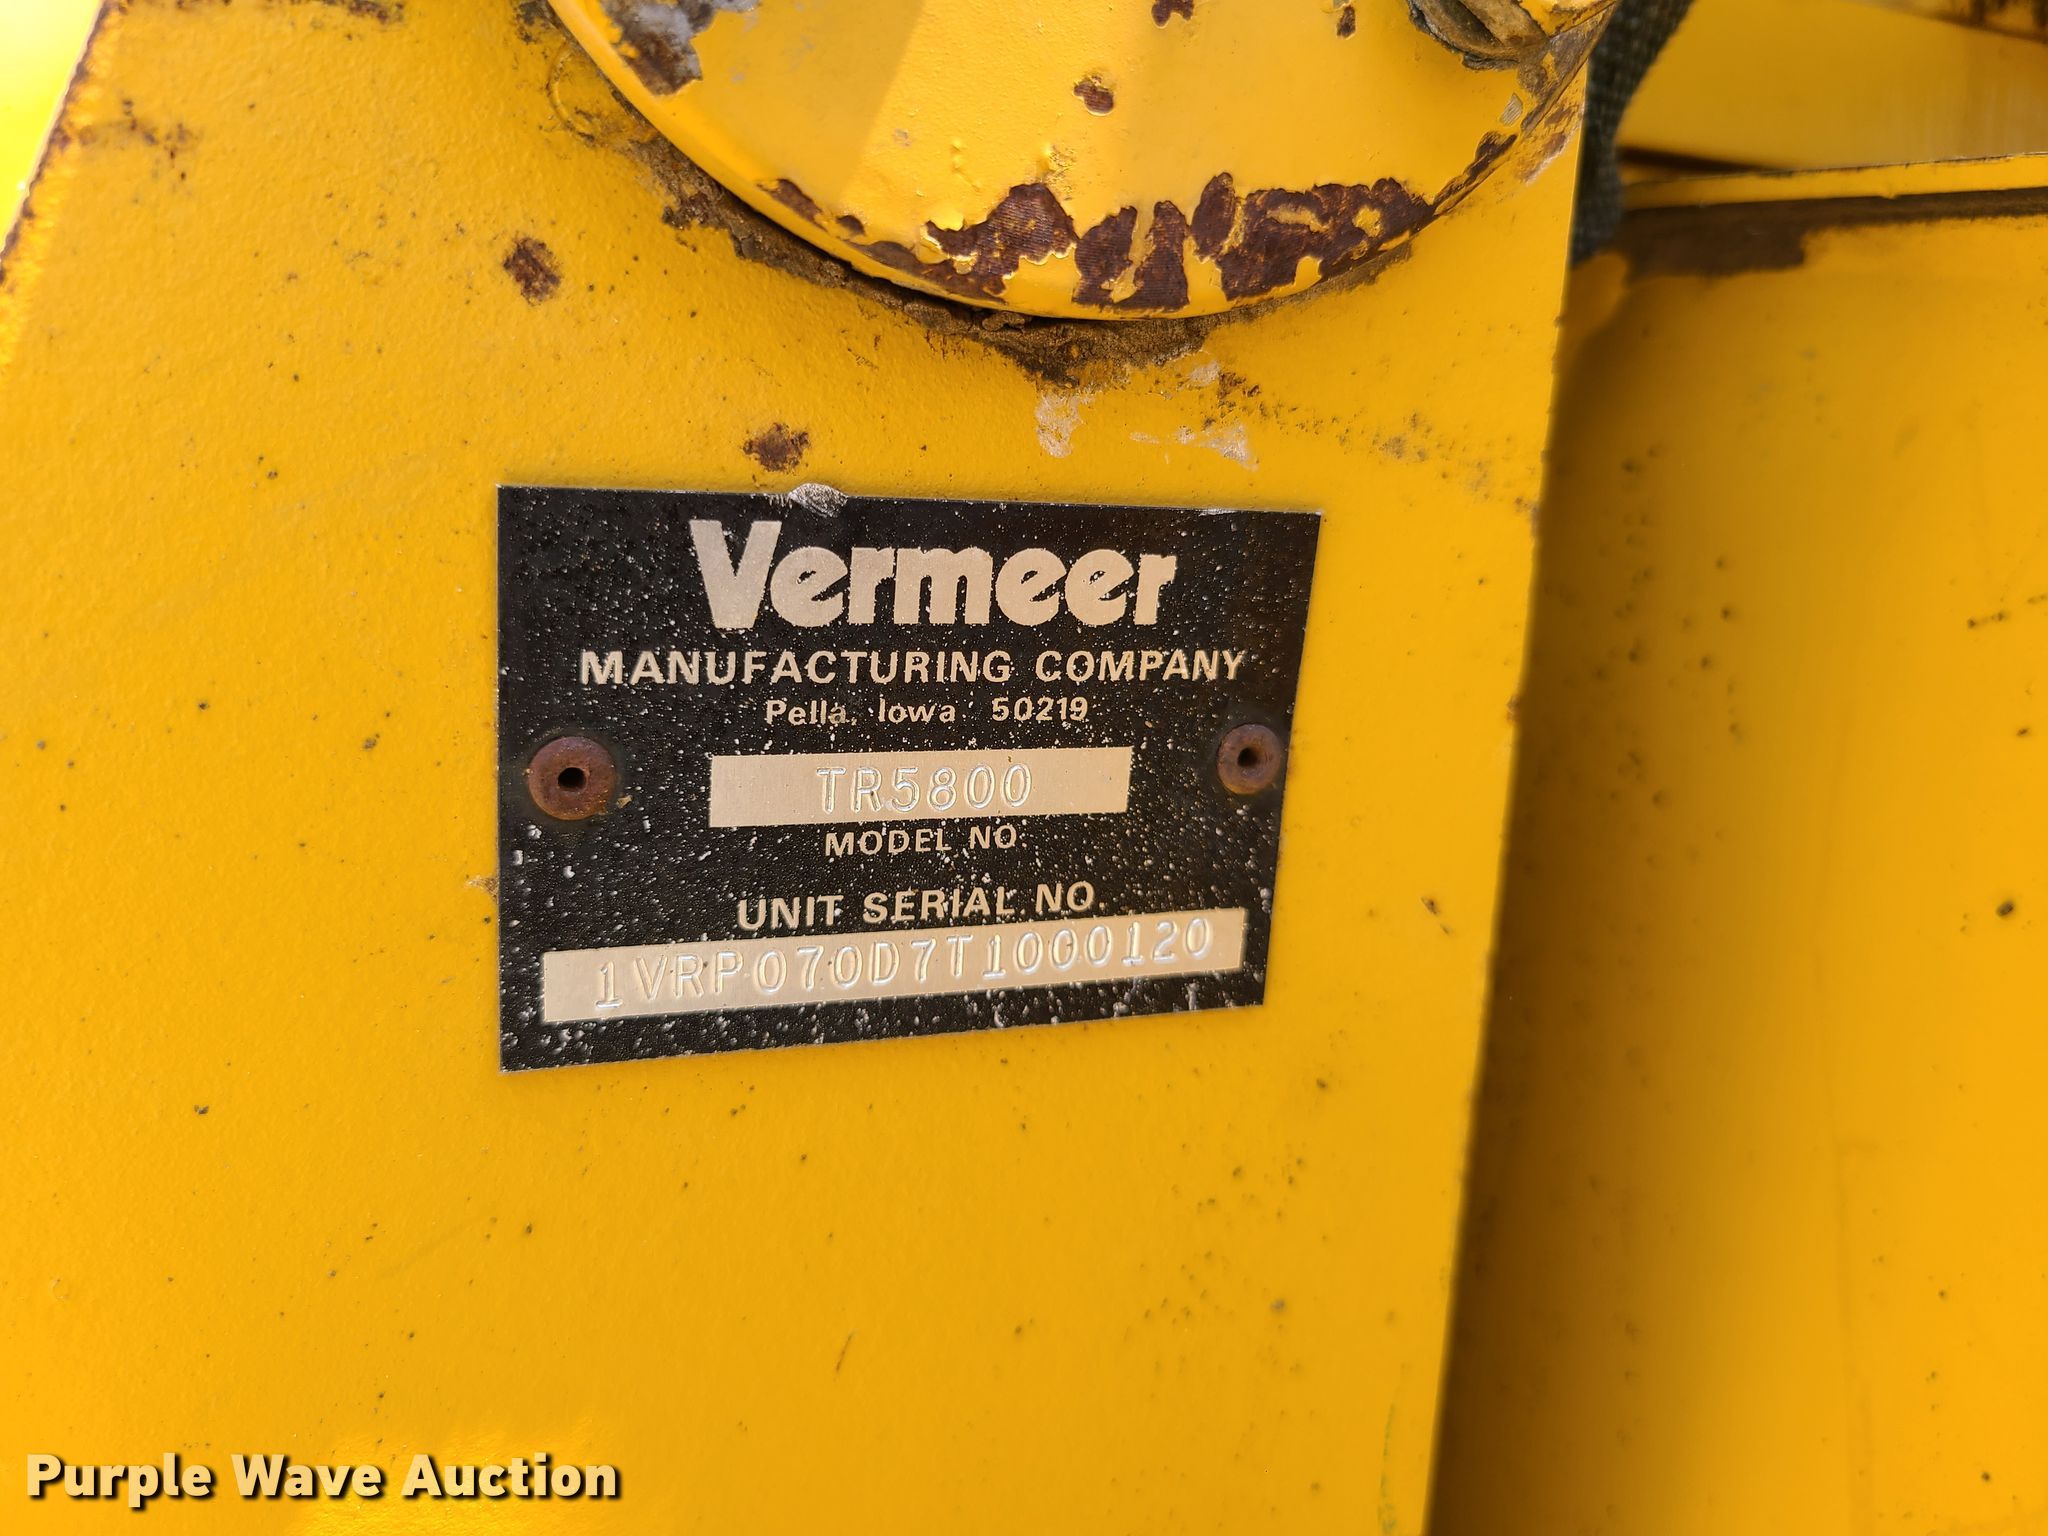 Vermeer
MANUFACTURING COMPANY
Pella, Iowa 50219
TR5800
MODEL NO.
UNIT SERIAL NO.
1VRP070D7T1000120
Purple Wave Auction